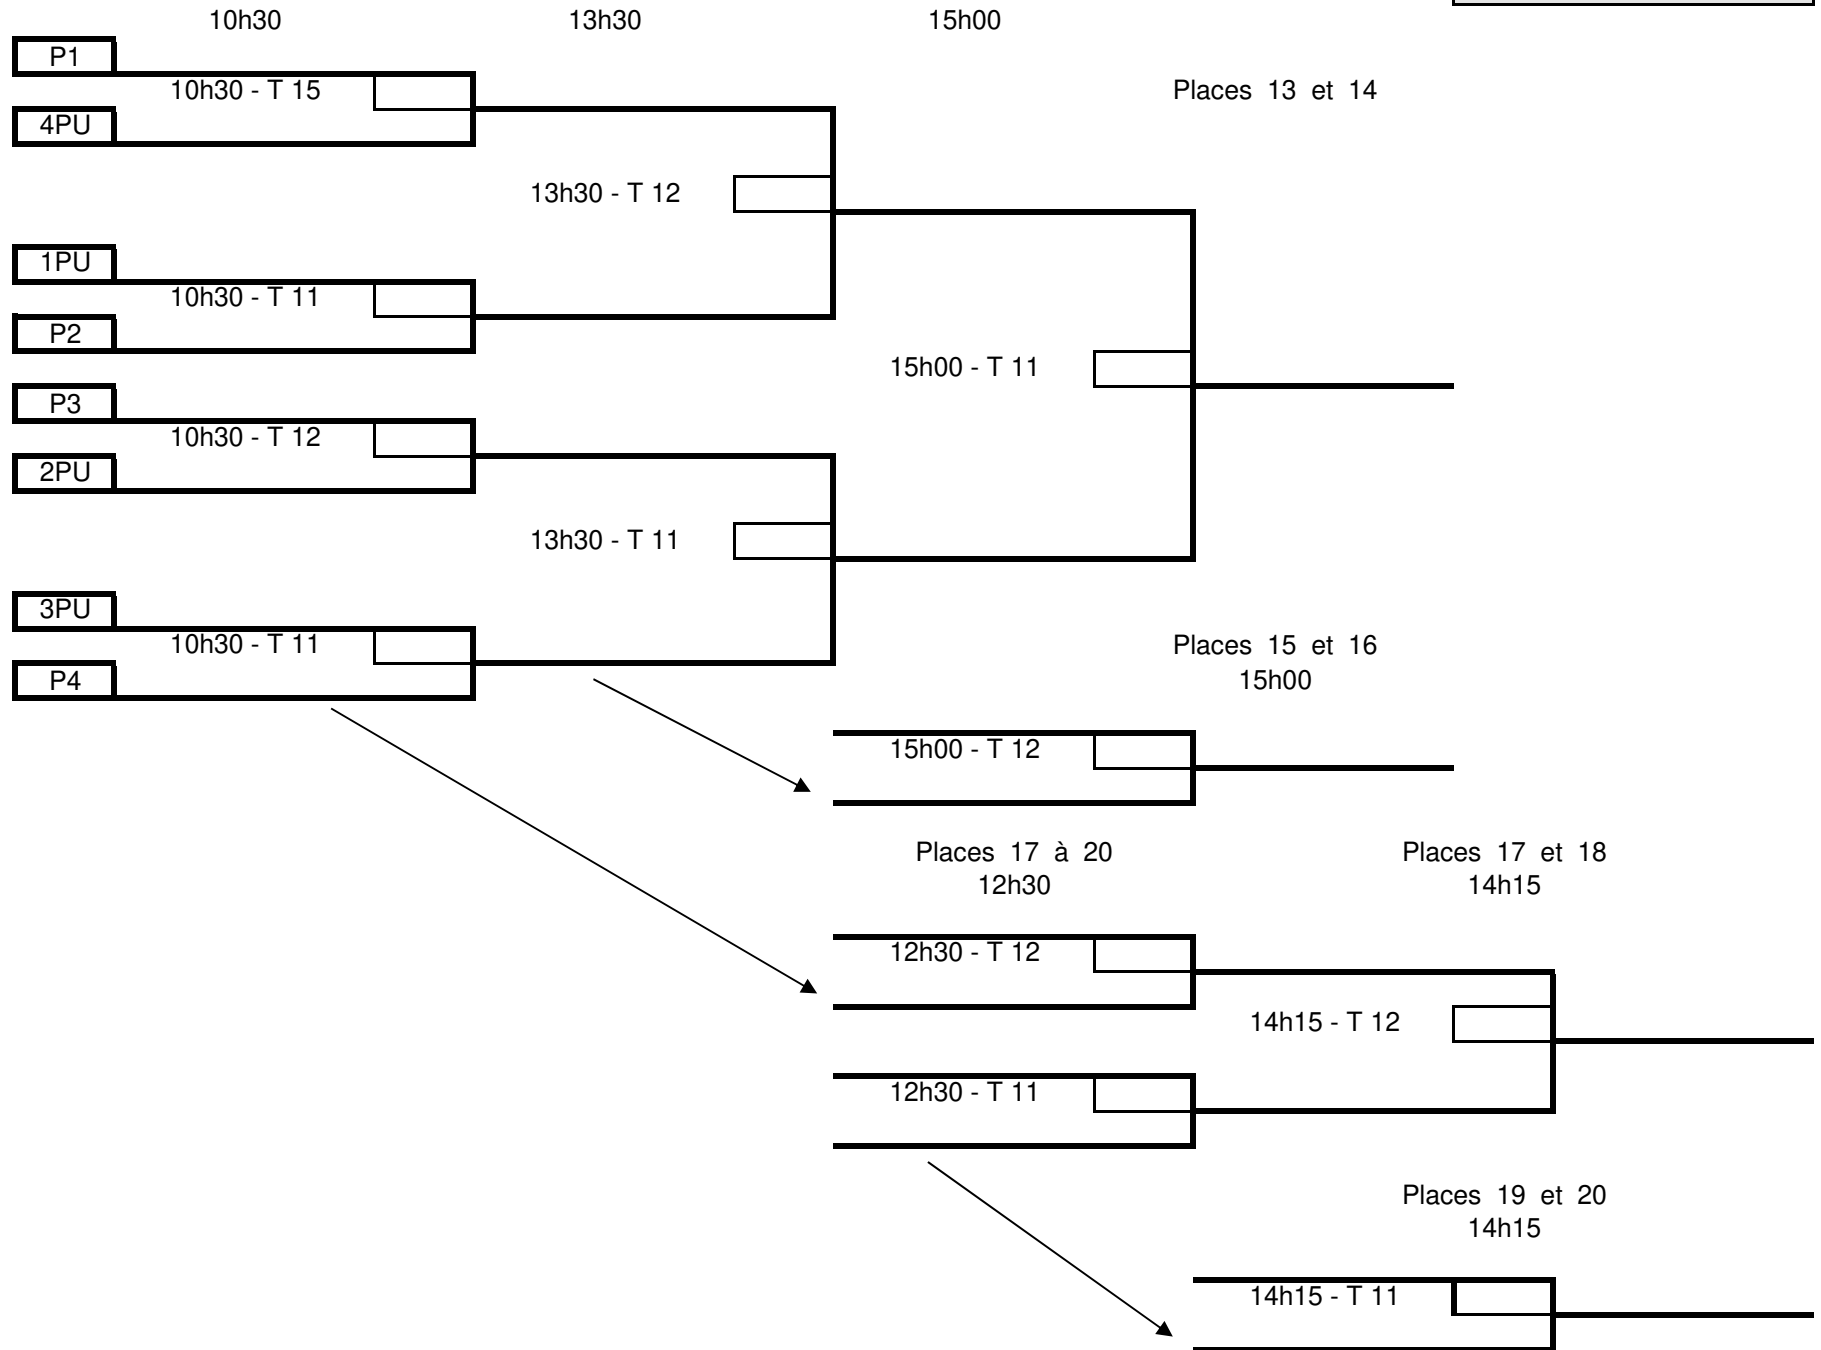 10h30 13h30 15h00
P1
10h30 - T 15
Places 13 et 14
4PU
13h30 - T 12
1PU
10h30 - T 11
P2
15h00 - T 11
P3
10h30 - T 12
2PU
13h30 - T 11
3PU
10h30 - T 11
Places 15 et 16
P4
15h00
15h00 - T 12
Places 17 à 20
Places 17 et 18
12h30
14h15
12h30 - T 12
14h15 - T 12
12h30 - T 11
Places 19 et 20
14h15
14h15 - T 11